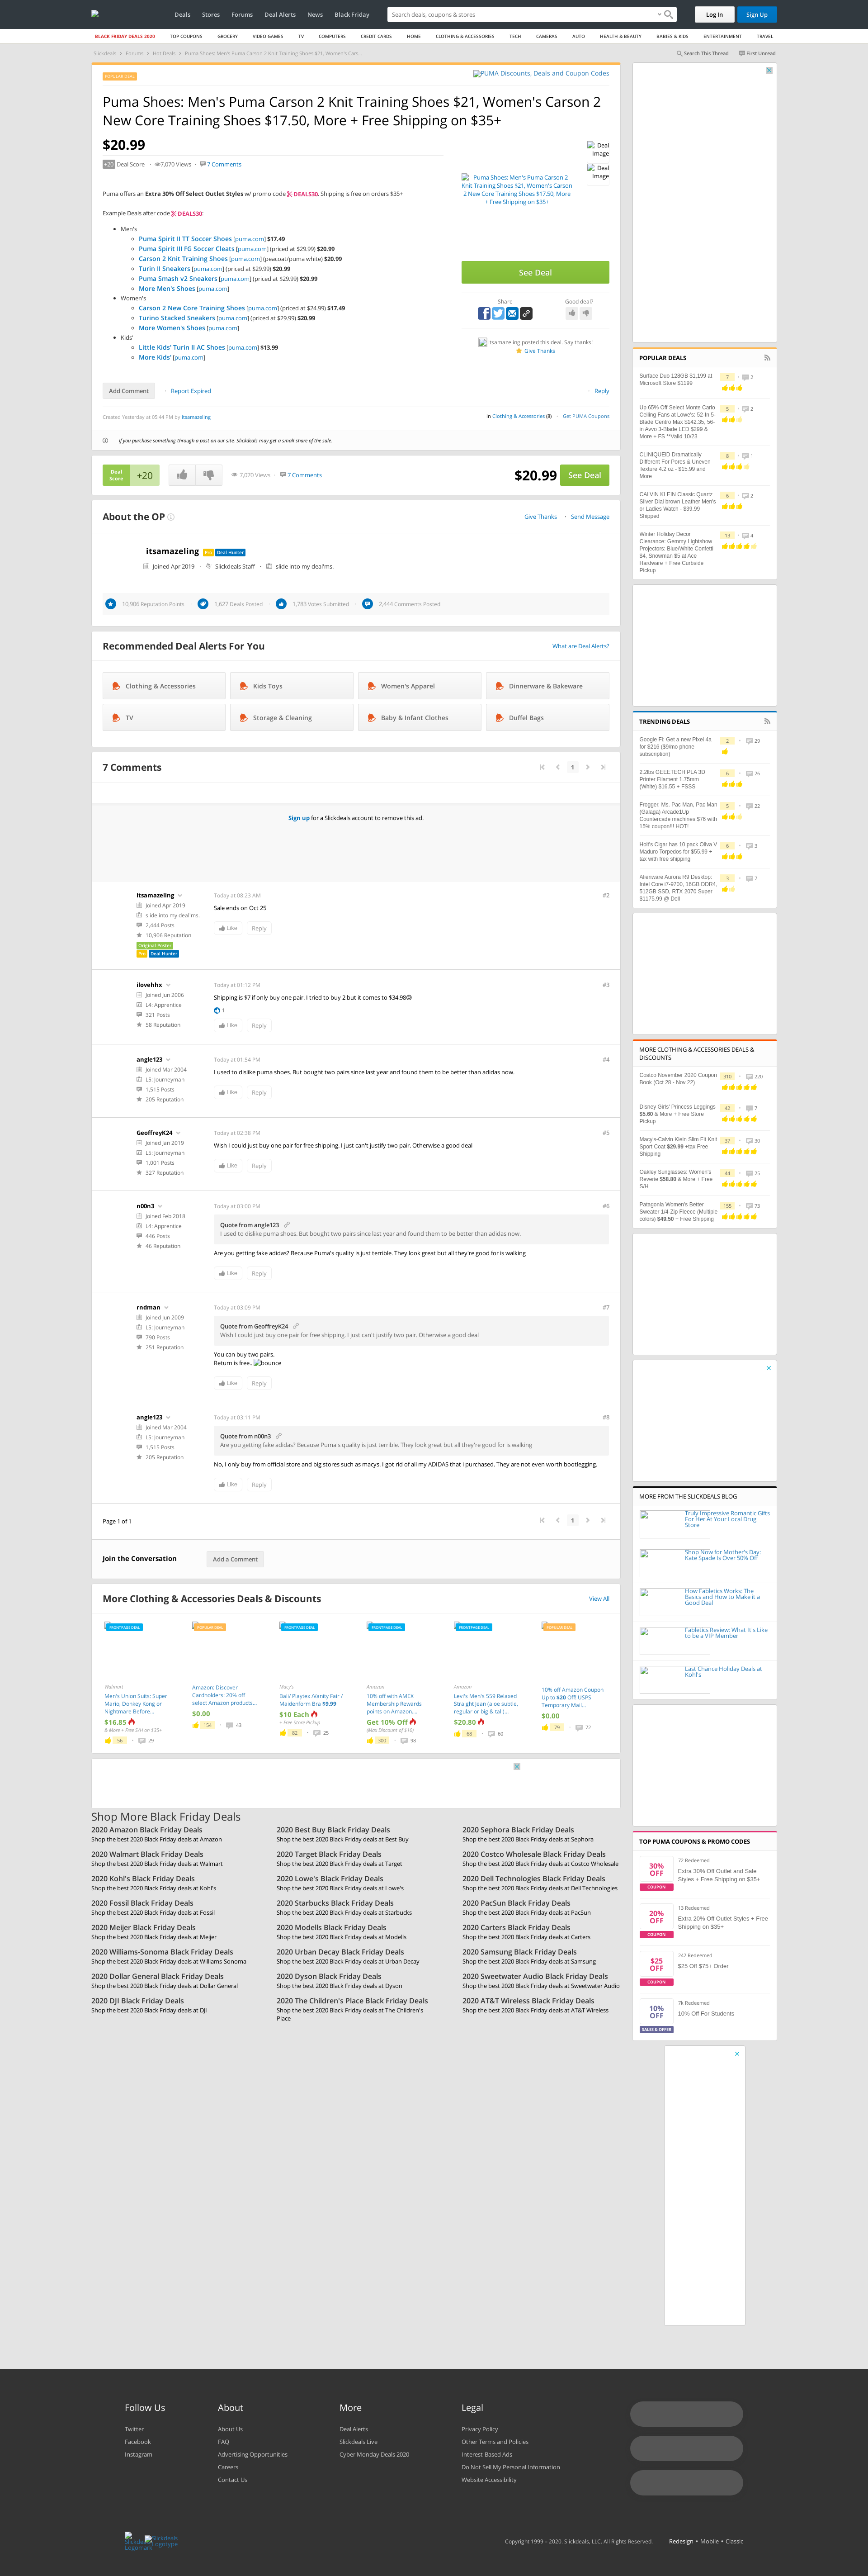 Deals
Stores
Forums
Deal Alerts
News
Black Friday
Search deals, coupons & stores
Log In
Sign Up
BLACK FRIDAY DEALS 2020
TOP COUPONS
GROCERY
VIDEO GAMES
TV
COMPUTERS
CREDIT CARDS
HOME
CLOTHING & ACCESSORIES
TECH
CAMERAS
AUTO
HEALTH & BEAUTY
BABIES & KIDS
ENTERTAINMENT
TRAVEL
Slickdeals › Forums › Hot Deals › Puma Shoes: Men's Puma Carson 2 Knit Training Shoes $21, Women's Cars...
Search This Thread
First Unread
POPULAR DEAL
PUMA Discounts, Deals and Coupon Codes
Puma Shoes: Men's Puma Carson 2 Knit Training Shoes $21, Women's Carson 2
New Core Training Shoes $17.50, More + Free Shipping on $35+
$20.99
+20 Deal Score · 7,070 Views · 7 Comments
Puma offers an Extra 30% Off Select Outlet Styles w/ promo code DEALS30. Shipping is free on orders $35+
Example Deals after code DEALS30:
Men's
Puma Spirit II TT Soccer Shoes [puma.com] $17.49
Puma Spirit III FG Soccer Cleats [puma.com] (priced at $29.99) $20.99
Carson 2 Knit Training Shoes [puma.com] (peacoat/puma white) $20.99
Turin II Sneakers [puma.com] (priced at $29.99) $20.99
Puma Smash v2 Sneakers [puma.com] (priced at $29.99) $20.99
More Men's Shoes [puma.com]
Women's
Carson 2 New Core Training Shoes [puma.com] (priced at $24.99) $17.49
Turino Stacked Sneakers [puma.com] (priced at $29.99) $20.99
More Women's Shoes [puma.com]
Kids'
Little Kids' Turin II AC Shoes [puma.com] $13.99
More Kids' [puma.com]
Puma Shoes: Men's Puma Carson 2
Knit Training Shoes $21, Women's Carson
2 New Core Training Shoes $17.50, More
+ Free Shipping on $35+
Deal
Image
Deal
Image
See Deal
Share
Good deal?
itsamazeling posted this deal. Say thanks!
Give Thanks
Add Comment · Report Expired
· Reply
Created Yesterday at 05:44 PM by itsamazeling
in Clothing & Accessories (8) · Get PUMA Coupons
If you purchase something through a post on our site, Slickdeals may get a small share of the sale.
Deal
Score
+20
7,070 Views · 7 Comments
$20.99
See Deal
About the OP
Give Thanks · Send Message
itsamazeling Pro Deal Hunter
Joined Apr 2019 · Slickdeals Staff · slide into my deal'ms.
10,906 Reputation Points · 1,627 Deals Posted · 1,783 Votes Submitted · 2,444 Comments Posted
Recommended Deal Alerts For You
What are Deal Alerts?
Clothing & Accessories
Kids Toys
Women's Apparel
Dinnerware & Bakeware
TV
Storage & Cleaning
Baby & Infant Clothes
Duffel Bags
7 Comments
1
Sign up for a Slickdeals account to remove this ad.
itsamazeling
Joined Apr 2019
slide into my deal'ms.
2,444 Posts
10,906 Reputation
Original Poster
Pro Deal Hunter
Today at 08:23 AM
#2
Sale ends on Oct 25
Like
Reply
ilovehhx
Joined Jun 2006
L4: Apprentice
321 Posts
58 Reputation
Today at 01:12 PM
#3
Shipping is $7 if only buy one pair. I tried to buy 2 but it comes to $34.98😓
1
Like
Reply
angle123
Joined Mar 2004
L5: Journeyman
1,515 Posts
205 Reputation
Today at 01:54 PM
#4
I used to dislike puma shoes. But bought two pairs since last year and found them to be better than adidas now.
Like
Reply
GeoffreyK24
Joined Jan 2019
L5: Journeyman
1,001 Posts
327 Reputation
Today at 02:38 PM
#5
Wish I could just buy one pair for free shipping. I just can't justify two pair. Otherwise a good deal
Like
Reply
n00n3
Joined Feb 2018
L4: Apprentice
446 Posts
46 Reputation
Today at 03:00 PM
#6
Quote from angle123
I used to dislike puma shoes. But bought two pairs since last year and found them to be better than adidas now.
Are you getting fake adidas? Because Puma's quality is just terrible. They look great but all they're good for is walking
Like
Reply
rndman
Joined Jun 2009
L5: Journeyman
790 Posts
251 Reputation
Today at 03:09 PM
#7
Quote from GeoffreyK24
Wish I could just buy one pair for free shipping. I just can't justify two pair. Otherwise a good deal
You can buy two pairs.
Return is free.. bounce
Like
Reply
angle123
Joined Mar 2004
L5: Journeyman
1,515 Posts
205 Reputation
Today at 03:11 PM
#8
Quote from n00n3
Are you getting fake adidas? Because Puma's quality is just terrible. They look great but all they're good for is walking
No, I only buy from official store and big stores such as macys. I got rid of all my ADIDAS that i purchased. They are not even worth bootlegging.
Like
Reply
Page 1 of 1
1
Join the Conversation
Add a Comment
More Clothing & Accessories Deals & Discounts
View All
FRONTPAGE DEAL
Walmart
Men's Union Suits: Super
Mario, Donkey Kong or
Nightmare Before...
$16.85
& More + Free S/H on $35+
56 · 29
POPULAR DEAL
Amazon: Discover
Cardholders: 20% off
select Amazon products...
$0.00
154 · 43
FRONTPAGE DEAL
Macy's
Bali/ Playtex /Vanity Fair /
Maidenform Bra $9.99
$10 Each
+ Free Store Pickup
82 · 25
FRONTPAGE DEAL
Amazon
10% off with AMEX
Membership Rewards
points on Amazon....
Get 10% Off
(Max Discount of $10)
300 · 98
FRONTPAGE DEAL
Amazon
Levi's Men's 559 Relaxed
Straight Jean (aloe subtle,
regular or big & tall)...
$20.80
68 · 60
POPULAR DEAL
10% off Amazon Coupon
Up to $20 Off! USPS
Temporary Mail...
$0.00
79 · 72
Shop More Black Friday Deals
2020 Amazon Black Friday Deals
Shop the best 2020 Black Friday deals at Amazon
2020 Best Buy Black Friday Deals
Shop the best 2020 Black Friday deals at Best Buy
2020 Sephora Black Friday Deals
Shop the best 2020 Black Friday deals at Sephora
2020 Walmart Black Friday Deals
Shop the best 2020 Black Friday deals at Walmart
2020 Target Black Friday Deals
Shop the best 2020 Black Friday deals at Target
2020 Costco Wholesale Black Friday Deals
Shop the best 2020 Black Friday deals at Costco Wholesale
2020 Kohl's Black Friday Deals
Shop the best 2020 Black Friday deals at Kohl's
2020 Lowe's Black Friday Deals
Shop the best 2020 Black Friday deals at Lowe's
2020 Dell Technologies Black Friday Deals
Shop the best 2020 Black Friday deals at Dell Technologies
2020 Fossil Black Friday Deals
Shop the best 2020 Black Friday deals at Fossil
2020 Starbucks Black Friday Deals
Shop the best 2020 Black Friday deals at Starbucks
2020 PacSun Black Friday Deals
Shop the best 2020 Black Friday deals at PacSun
2020 Meijer Black Friday Deals
Shop the best 2020 Black Friday deals at Meijer
2020 Modells Black Friday Deals
Shop the best 2020 Black Friday deals at Modells
2020 Carters Black Friday Deals
Shop the best 2020 Black Friday deals at Carters
2020 Williams-Sonoma Black Friday Deals
Shop the best 2020 Black Friday deals at Williams-Sonoma
2020 Urban Decay Black Friday Deals
Shop the best 2020 Black Friday deals at Urban Decay
2020 Samsung Black Friday Deals
Shop the best 2020 Black Friday deals at Samsung
2020 Dollar General Black Friday Deals
Shop the best 2020 Black Friday deals at Dollar General
2020 Dyson Black Friday Deals
Shop the best 2020 Black Friday deals at Dyson
2020 Sweetwater Audio Black Friday Deals
Shop the best 2020 Black Friday deals at Sweetwater Audio
2020 DJI Black Friday Deals
Shop the best 2020 Black Friday deals at DJI
2020 The Children's Place Black Friday Deals
Shop the best 2020 Black Friday deals at The Children's
Place
2020 AT&T Wireless Black Friday Deals
Shop the best 2020 Black Friday deals at AT&T Wireless
POPULAR DEALS
Surface Duo 128GB $1,199 at
Microsoft Store $1199
7 · 2
Up 65% Off Select Monte Carlo
Ceiling Fans at Lowe's: 52-In 5-
Blade Centro Max $142.35, 56-
in Avvo 3-Blade LED $299 &
More + FS **Valid 10/23
5 · 2
CLINIQUE/D Dramatically
Different For Pores & Uneven
Texture 4.2 oz - $15.99 and
More
8 · 1
CALVIN KLEIN Classic Quartz
Silver Dial brown Leather Men's
or Ladies Watch - $39.99
Shipped
6 · 2
Winter Holiday Decor
Clearance: Gemmy Lightshow
Projectors: Blue/White Confetti
$4, Snowman $5 at Ace
Hardware + Free Curbside
Pickup
13 · 4
TRENDING DEALS
Google Fi: Get a new Pixel 4a
for $216 ($9/mo phone
subscription)
2 · 29
2.2lbs GEEETECH PLA 3D
Printer Filament 1.75mm
(White) $16.55 + FSSS
6 · 26
Frogger, Ms. Pac Man, Pac Man
(Galaga) Arcade1Up
Countercade machines $76 with
15% coupon!!! HOT!
5 · 22
Holt's Cigar has 10 pack Oliva V
Maduro Torpedos for $55.99 +
tax with free shipping
6 · 3
Alienware Aurora R9 Desktop:
Intel Core i7-9700, 16GB DDR4,
512GB SSD, RTX 2070 Super
$1175.99 @ Dell
3 · 7
MORE CLOTHING & ACCESSORIES DEALS &
DISCOUNTS
Costco November 2020 Coupon
Book (Oct 28 - Nov 22)
310 · 220
Disney Girls' Princess Leggings
$5.60 & More + Free Store
Pickup
42 · 7
Macy's-Calvin Klein Slim Fit Knit
Sport Coat $29.99 +tax Free
Shipping
37 · 30
Oakley Sunglasses: Women's
Reverie $58.80 & More + Free
S/H
44 · 25
Patagonia Women's Better
Sweater 1/4-Zip Fleece (Multiple
colors) $49.50 + Free Shipping
155 · 73
MORE FROM THE SLICKDEALS BLOG
Truly Impressive Romantic Gifts
For Her At Your Local Drug
Store
Shop Now for Mother's Day:
Kate Spade Is Over 50% Off
How Fabletics Works: The
Basics and How to Make it a
Good Deal
Fabletics Review: What It's Like
to be a VIP Member
Last Chance Holiday Deals at
Kohl's
TOP PUMA COUPONS & PROMO CODES
30%
OFF
COUPON
72 Redeemed
Extra 30% Off Outlet and Sale
Styles + Free Shipping on $35+
20%
OFF
COUPON
13 Redeemed
Extra 20% Off Outlet Styles + Free
Shipping on $35+
$25
OFF
COUPON
242 Redeemed
$25 Off $75+ Order
10%
OFF
SALES & OFFER
7k Redeemed
10% Off For Students
Follow Us
Twitter
Facebook
Instagram
About
About Us
FAQ
Advertising Opportunities
Careers
Contact Us
More
Deal Alerts
Slickdeals Live
Cyber Monday Deals 2020
Legal
Privacy Policy
Other Terms and Policies
Interest-Based Ads
Do Not Sell My Personal Information
Website Accessibility
Slickdeals
Logomark
Slickdeals
Logotype
Copyright 1999 – 2020. Slickdeals, LLC. All Rights Reserved.
Redesign • Mobile • Classic